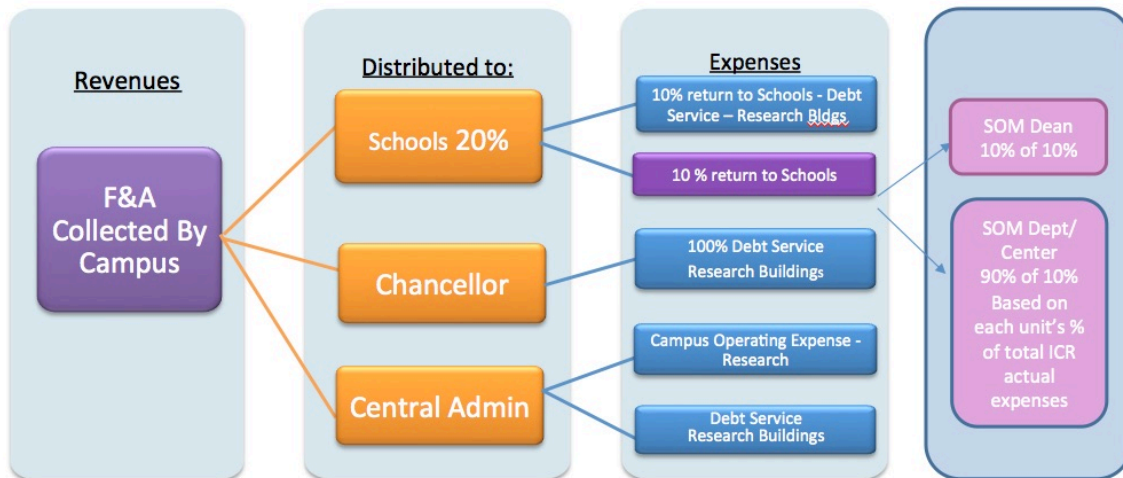 Revenues
F&A
Collected By
Campus
Distributed to:
Schools 20%
Chancellor
Central Admin
Expenses
10% return to Schools - Debt
Service – Research Bldgs
10 % return to Schools
100% Debt Service
Research Buildings
Campus Operating Expense -
Research
Debt Service
Research Buildings
SOM Dean
10% of 10%
SOM Dept/
Center
90% of 10%
Based on
each unit's %
of total ICR
actual
expenses